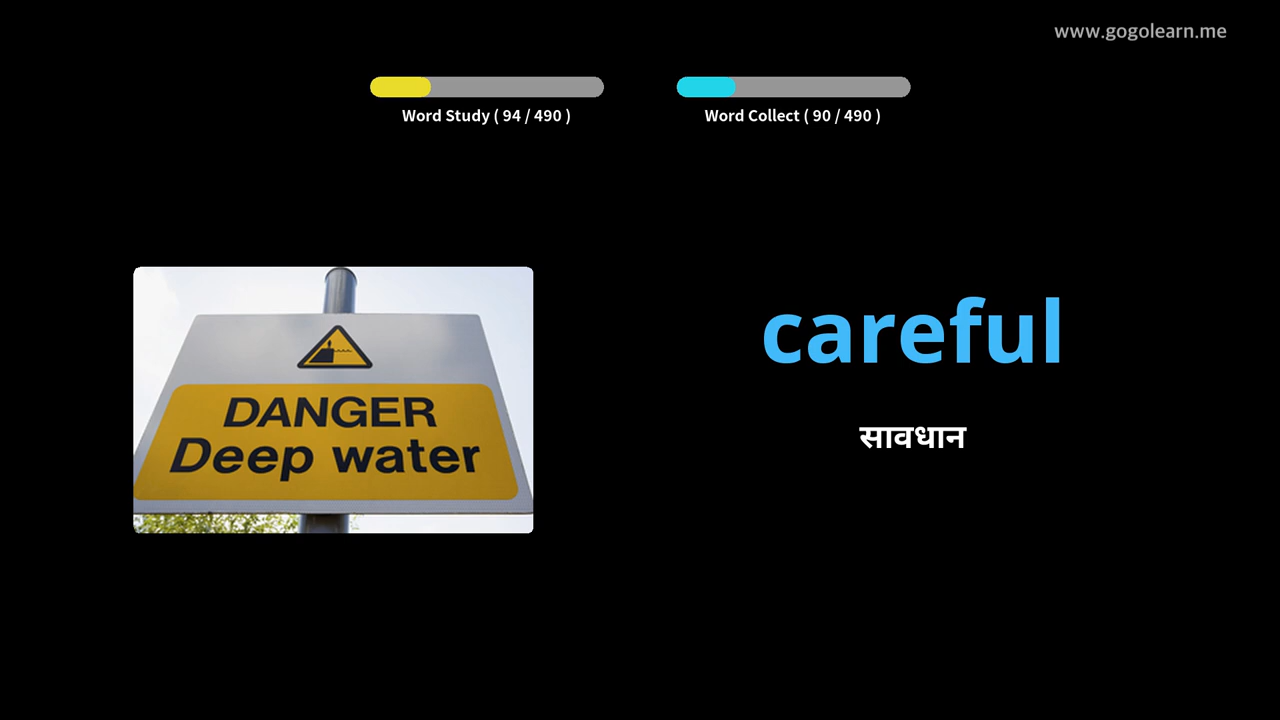 www.gogolearn.me
Word Study ( 94 / 490 )
Word Collect ( 90 / 490 )
DANGER
Deep water
careful
सावधान